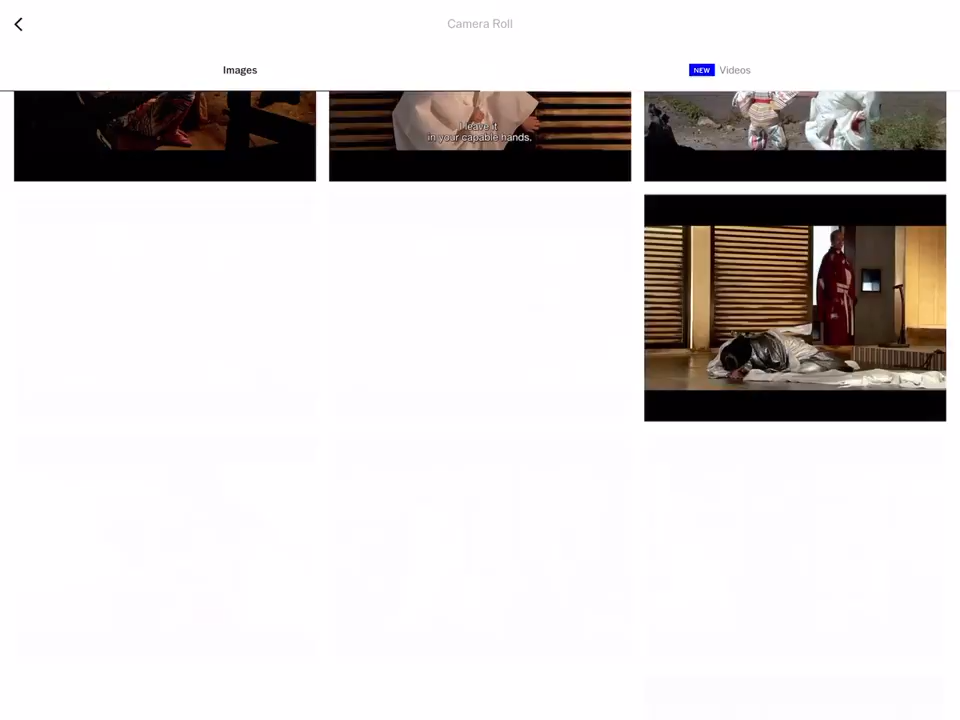 Camera Roll
Images
NEW Videos
I leave it
in your capable hands.